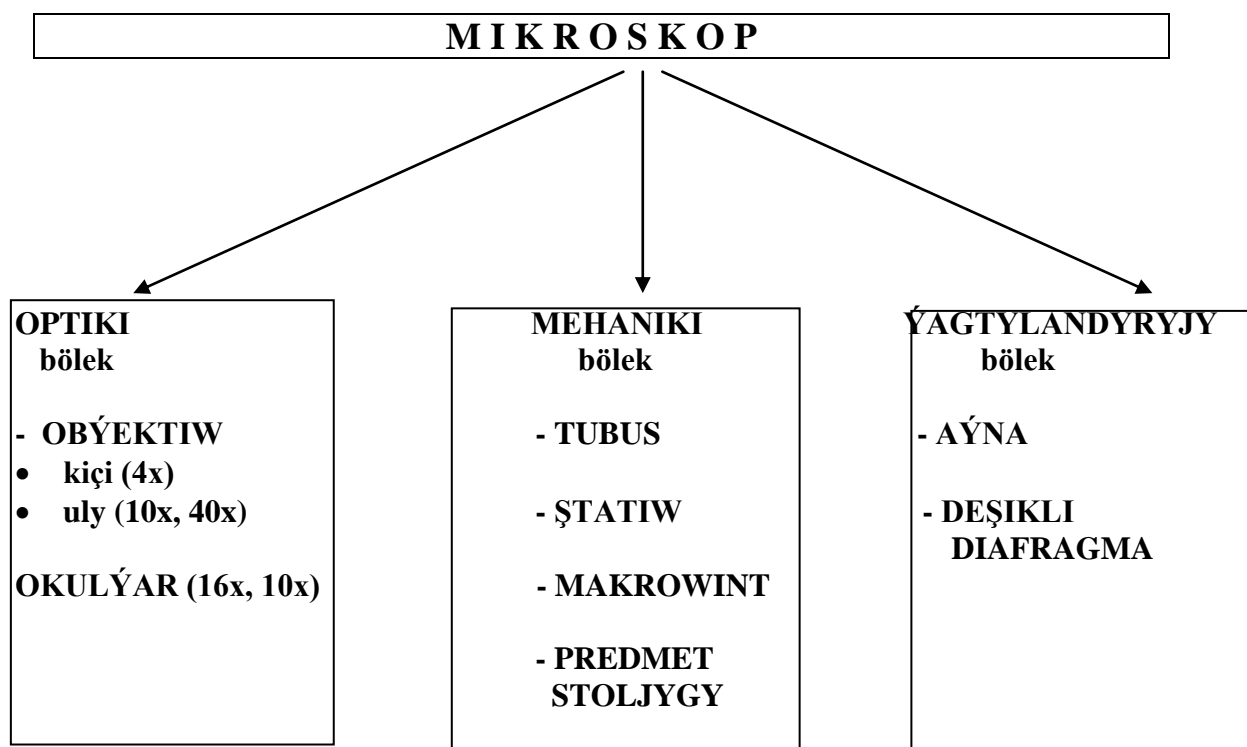 M I K R O S K O P
OPTIKI
bölek
- OBÝEKTIW
• kiçi (4x)
• uly (10x, 40x)
OKULÝAR (16x, 10x)
MEHANIKI
bölek
- TUBUS
- ŞTATIW
- MAKROWINT
- PREDMET
STOLJYGY
ÝAGTYLANDYRYJY
bölek
- AÝNA
- DEŞIKLI
DIAFRAGMA